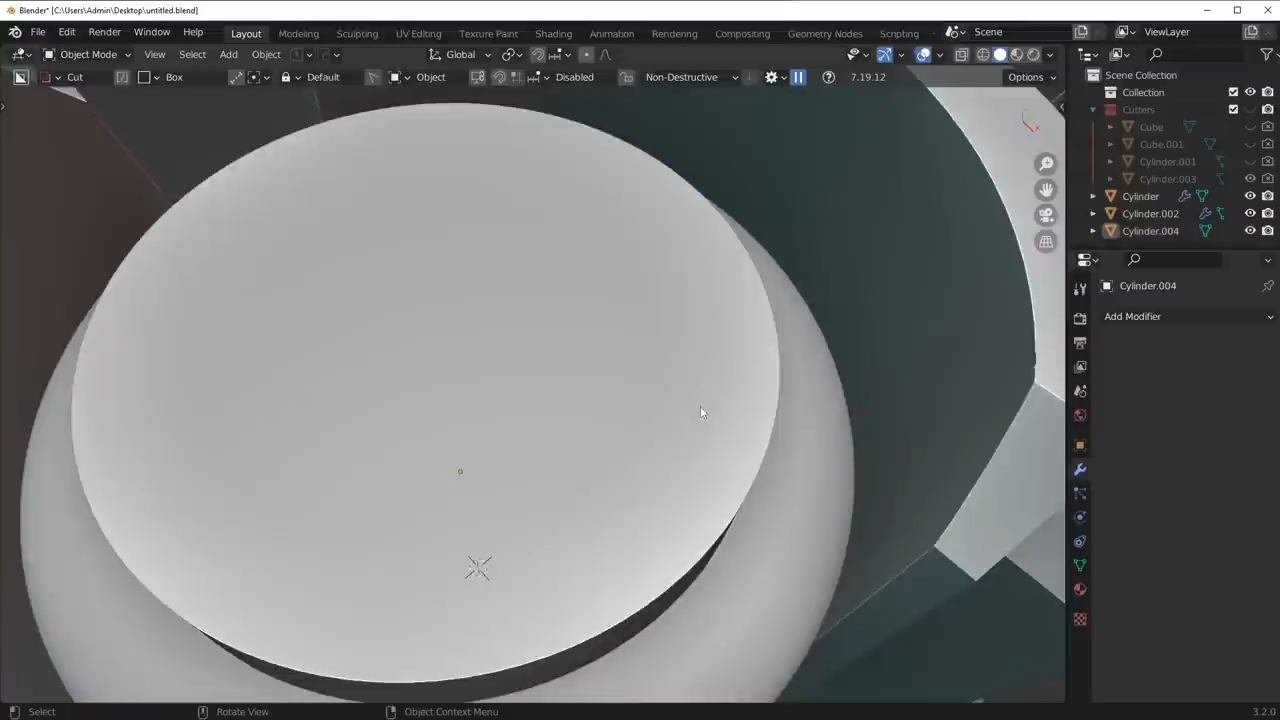 Blender* [C:\Users\Admin\Desktop\untitled.blend]
File Edit Render Window Help Layout Modeling Sculpting UV Editing Texture Paint Shading Animation Rendering Compositing Geometry Nodes Scripting Scene ViewLayer
Object Mode View Select Add Object Global
Cut Box Default Object Disabled Non-Destructive 7.19.12 Options
Scene Collection
Collection
Cutters
Cube
Cube.001
Cylinder.001
Cylinder.003
Cylinder
Cylinder.002
Cylinder.004
Cylinder.004
Add Modifier
X
Select Rotate View Object Context Menu 3.2.0